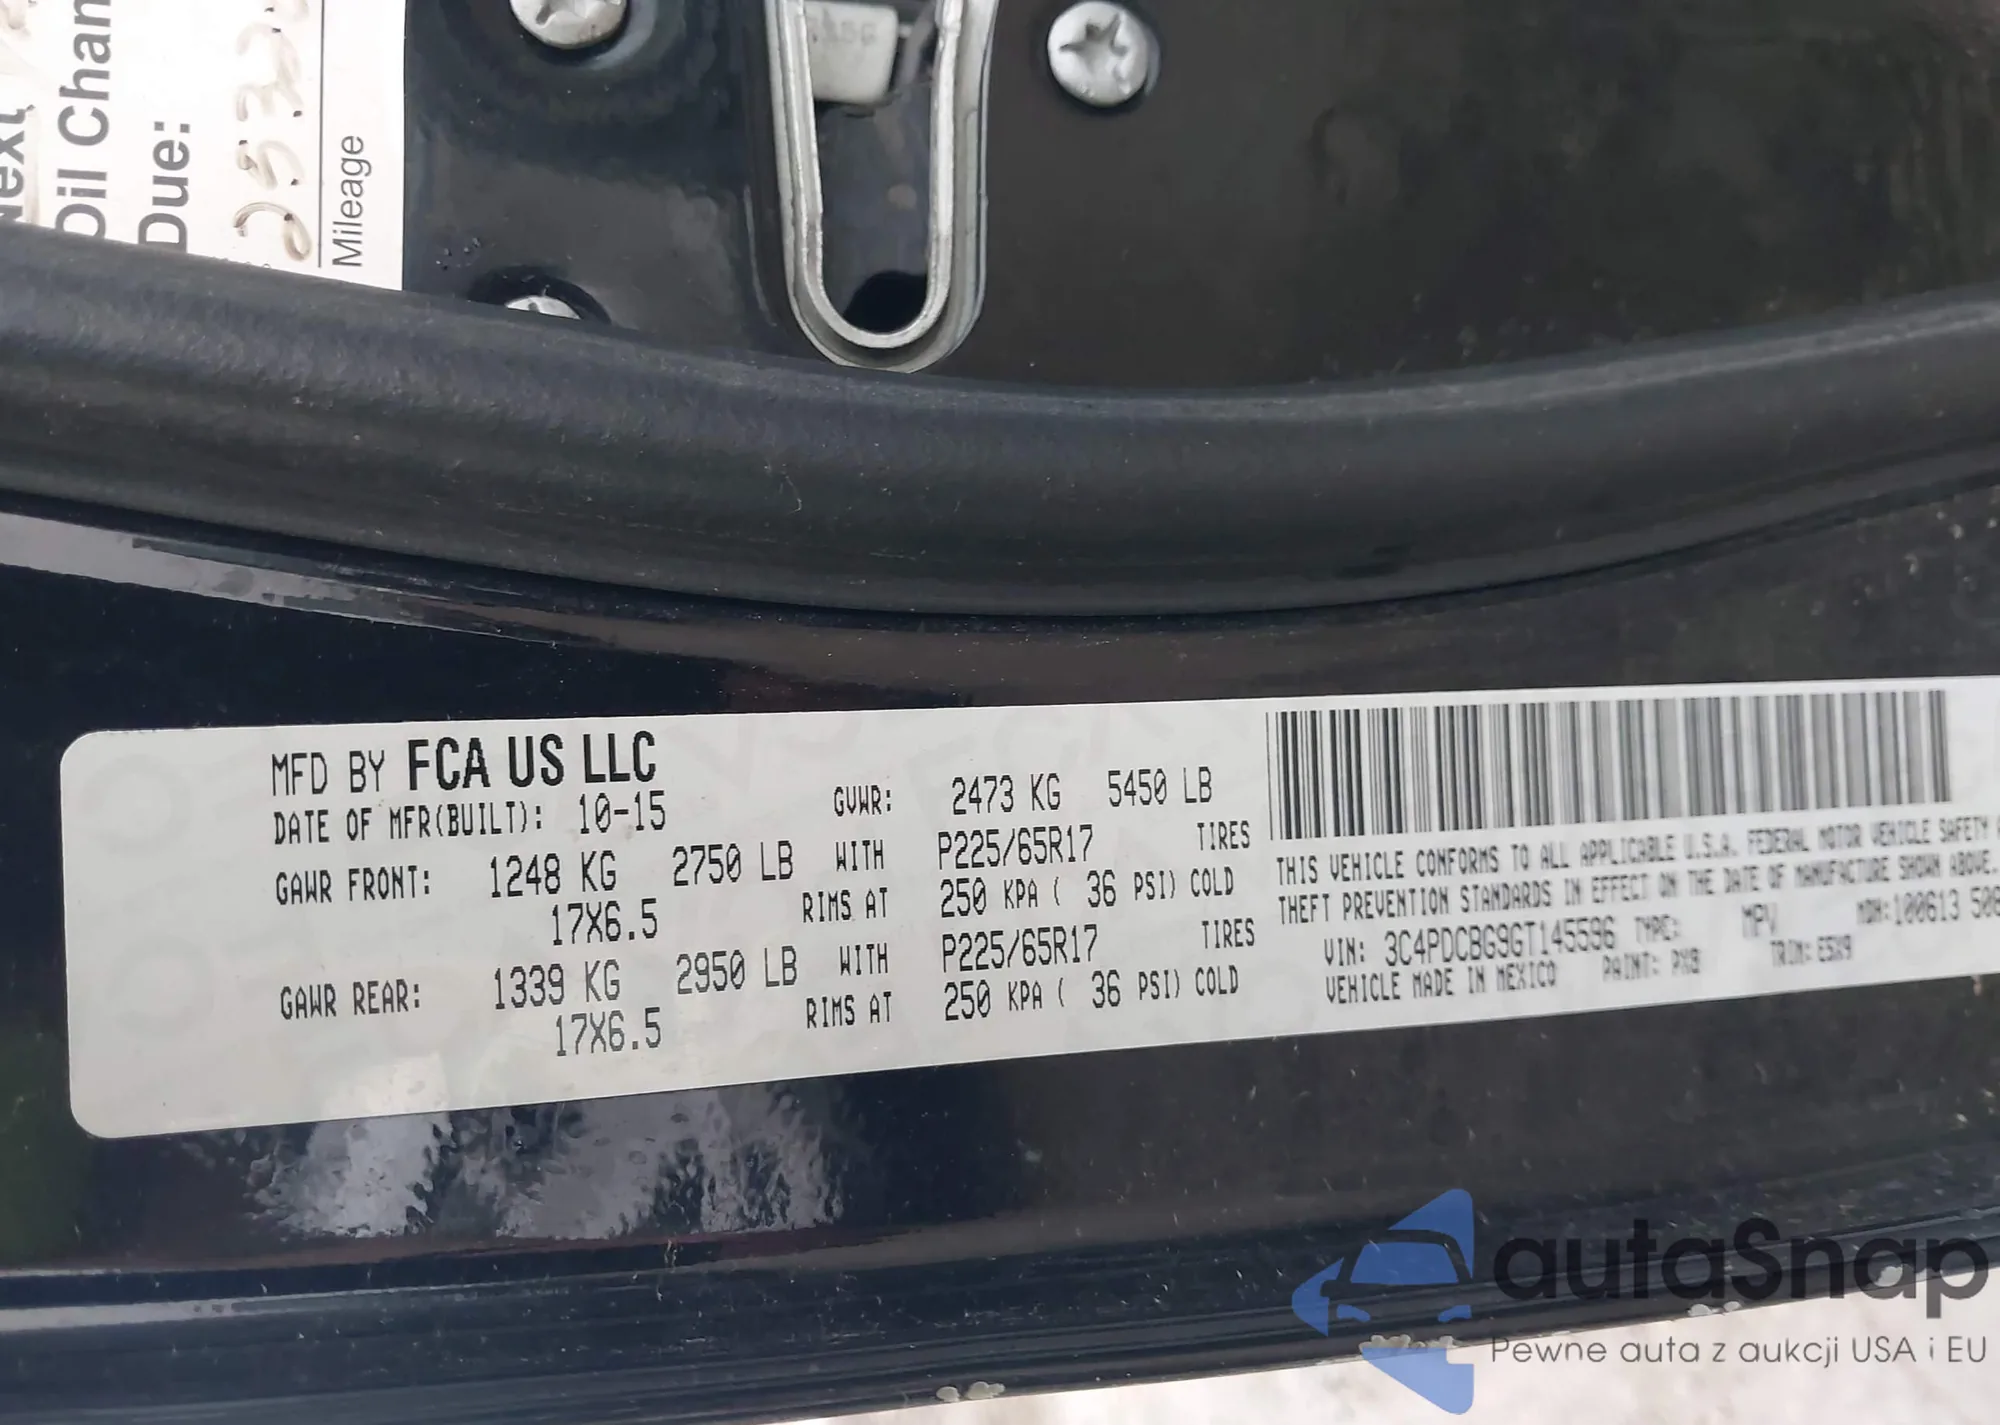 Next
Oil Chan
Due:
Mileage
MFD BY FCA US LLC
DATE OF MFR(BUILT): 10-15
GVWR: 2473 KG 5450 LB
GAWR FRONT: 1248 KG 2750 LB WITH P225/65R17 TIRES
17X6.5 RIMS AT 250 KPA ( 36 PSI) COLD
GAWR REAR: 1339 KG 2950 LB WITH P225/65R17 TIRES
17X6.5 RIMS AT 250 KPA ( 36 PSI) COLD
THIS VEHICLE CONFORMS TO ALL APPLICABLE U.S.A. FEDERAL MOTOR VEHICLE SAFETY
THEFT PREVENTION STANDARDS IN EFFECT ON THE DATE OF MANUFACTURE SHOWN ABOVE.
VIN: 3C4PDCBG9GT145596 TYPE: MPV MDH:100613 508
VEHICLE MADE IN MEXICO PAINT: PX8 TRIM: E5X9
autaSnap
Pewne auta z aukcji USA i EU